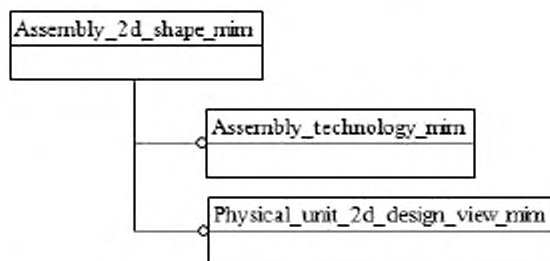 Assembly_2d_shape_mim
Assembly_technology_mim
Physical_unit_2d_design_view_mim